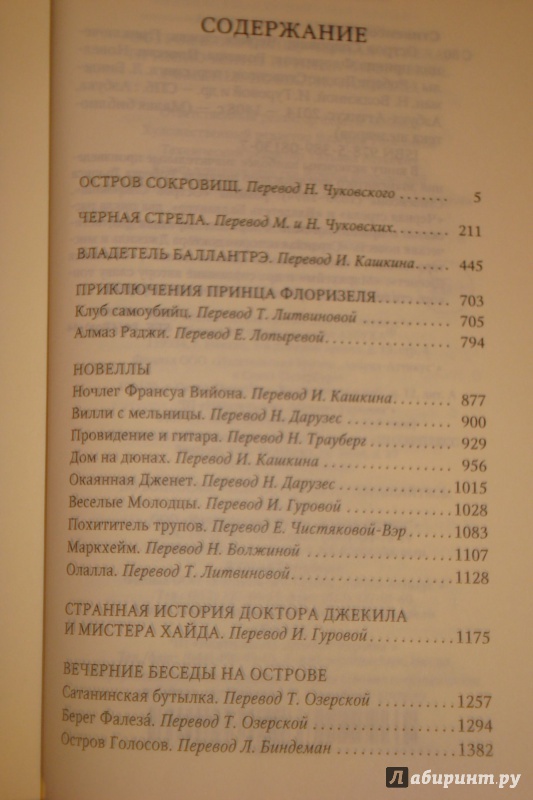 СОДЕРЖАНИЕ
ОСТРОВ СОКРОВИЩ. Перевод Н. Чуковского ....... 5
ЧЕРНАЯ СТРЕЛА. Перевод М. и Н. Чуковских. ....... 211
ВЛАДЕТЕЛЬ БАЛЛАНТРЭ. Перевод И. Кашкина ..... 445
ПРИКЛЮЧЕНИЯ ПРИНЦА ФЛОРИЗЕЛЯ .......... 703
Клуб самоубийц. Перевод Т. Литвиновой ............ 705
Алмаз Раджи. Перевод Е. Лопыревой ............... 794
НОВЕЛЛЫ
Ночлег Франсуа Вийона. Перевод И. Кашкина ........ 877
Вилли с мельницы. Перевод Н. Дарузес ............. 900
Провидение и гитара. Перевод Н. Трауберг .......... 929
Дом на дюнах. Перевод И. Кашкина ............... 956
Окаянная Дженет. Перевод Н. Дарузес ............. 1015
Веселые Молодцы. Перевод И. Гуровой ............. 1028
Похититель трупов. Перевод Е. Чистяковой-Вэр ...... 1083
Маркхейм. Перевод Н. Волжиной ................. 1107
Олалла. Перевод Т. Литвиновой .................. 1128
СТРАННАЯ ИСТОРИЯ ДОКТОРА ДЖЕКИЛА
И МИСТЕРА ХАЙДА. Перевод И. Гуровой ........... 1175
ВЕЧЕРНИЕ БЕСЕДЫ НА ОСТРОВЕ
Сатанинская бутылка. Перевод Т. Озерской .......... 1257
Берег Фалеза́. Перевод Т. Озерской ................ 1294
Остров Голосов. Перевод Л. Биндеман ............. 1382
Лабиринт.ру